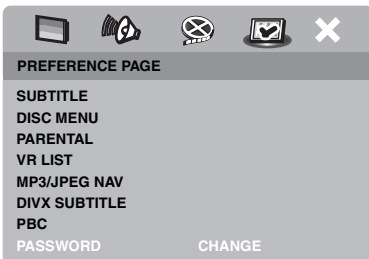 PREFERENCE PAGE
SUBTITLE
DISC MENU
PARENTAL
VR LIST
MP3/JPEG NAV
DIVX SUBTITLE
PBC
PASSWORD CHANGE